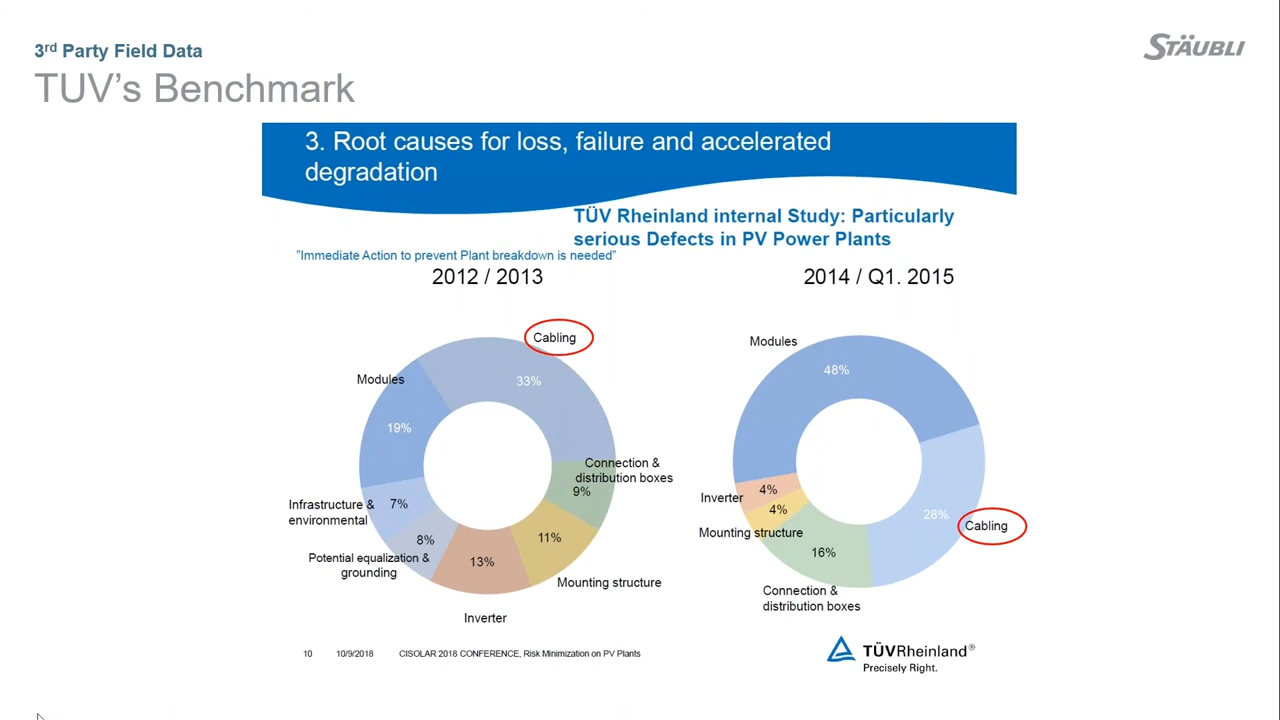 3rd Party Field Data
STÄUBLI
TUV's Benchmark
3. Root causes for loss, failure and accelerated
degradation
TÜV Rheinland internal Study: Particularly
serious Defects in PV Power Plants
"Immediate Action to prevent Plant breakdown is needed"
2012 / 2013
Cabling
33%
Modules
19%
Connection &
distribution boxes
9%
Infrastructure &
environmental
7%
8%
Potential equalization &
grounding
13%
Inverter
11%
Mounting structure
2014 / Q1. 2015
Modules
48%
Inverter
4%
4%
Mounting structure
16%
Connection &
distribution boxes
28%
Cabling
10 10/9/2018 CISOLAR 2018 CONFERENCE, Risk Minimization on PV Plants
TÜVRheinland®
Precisely Right.